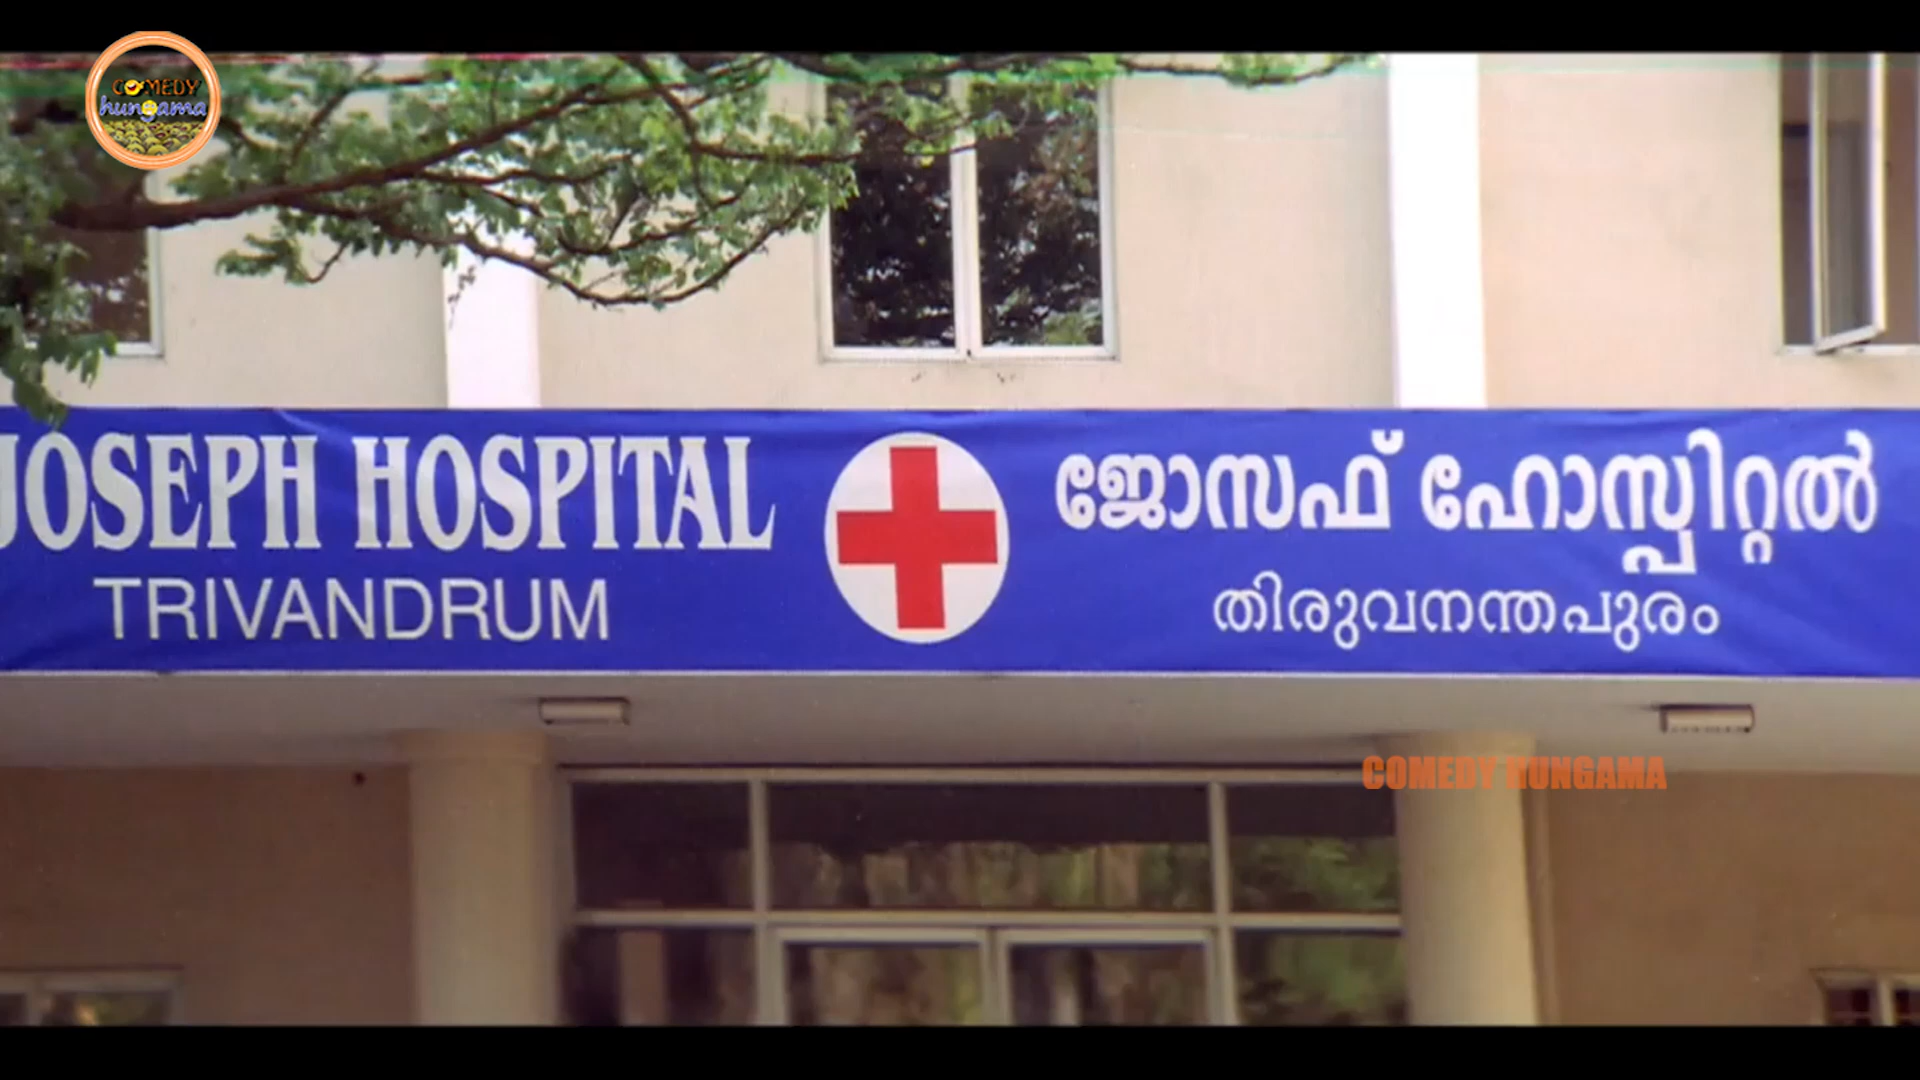 COMEDY
hungama
JOSEPH HOSPITAL
TRIVANDRUM
ജോസഫ് ഹോസ്പിറ്റൽ
തിരുവനന്തപുരം
COMEDY HUNGAMA